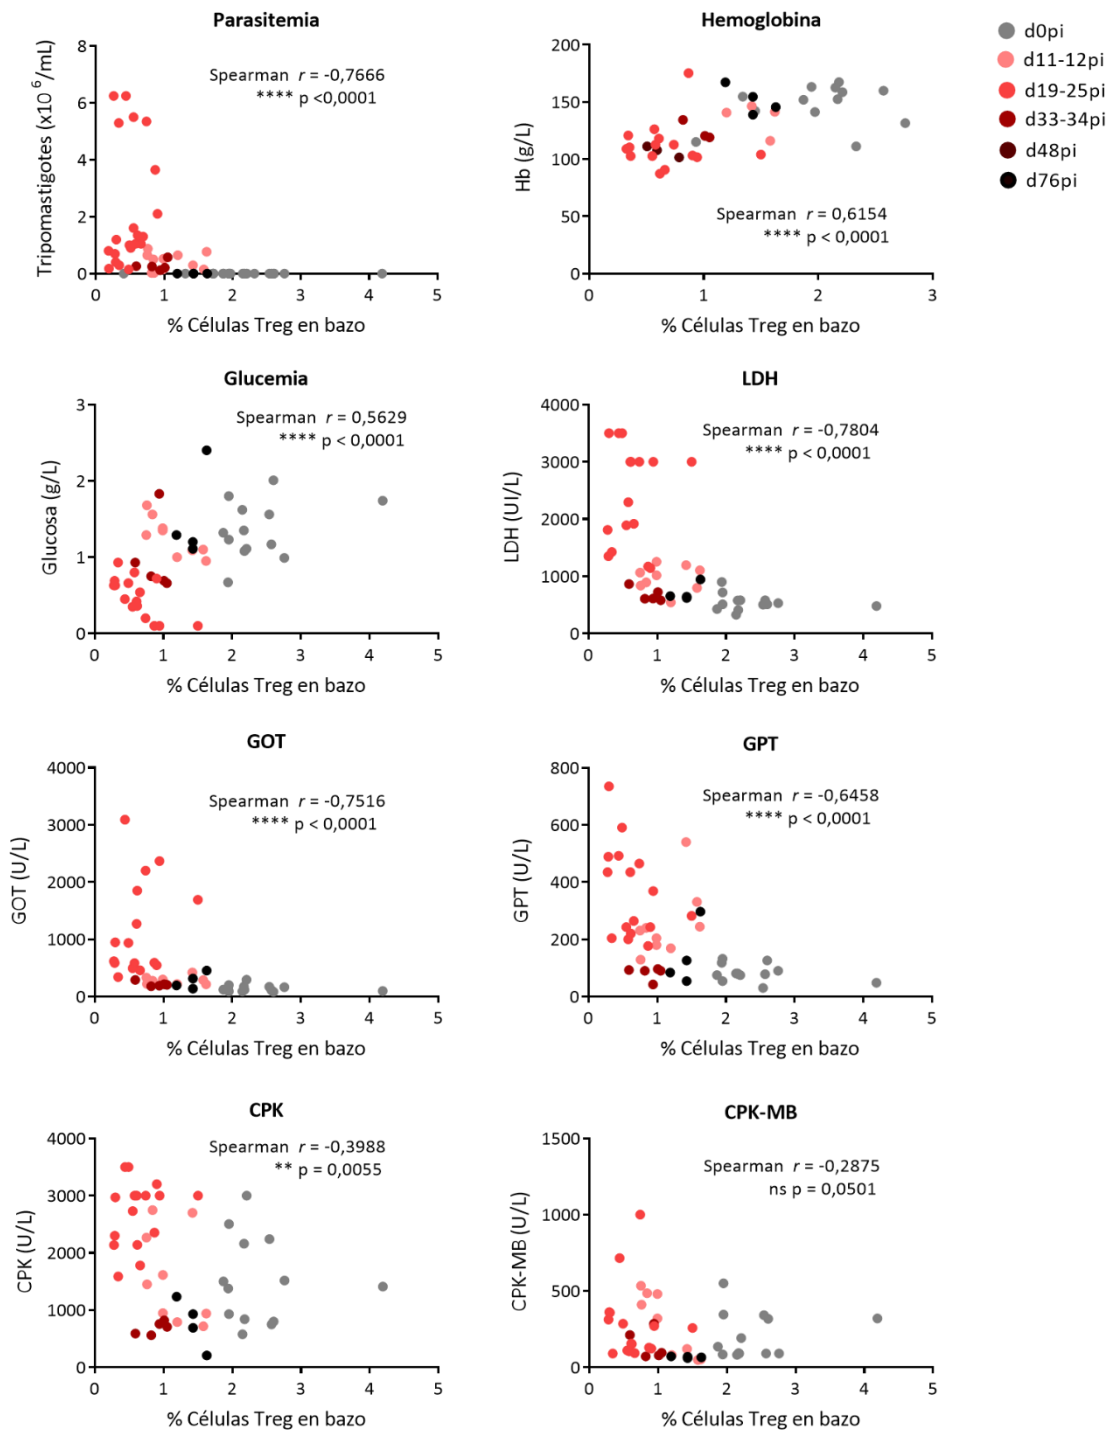 Parasitemia
8
6
4
2
0
Tripomastigotes (x10 6/mL)
Spearman r = -0,7666
**** p <0,0001
0 1 2 3 4 5
% Células Treg en bazo
Hemoglobina
200
150
100
50
0
Hb (g/L)
Spearman r = 0,6154
**** p < 0,0001
0 1 2 3
% Células Treg en bazo
d0pi
d11-12pi
d19-25pi
d33-34pi
d48pi
d76pi
Glucemia
3
2
1
0
Glucosa (g/L)
Spearman r = 0,5629
**** p < 0,0001
0 1 2 3 4 5
% Células Treg en bazo
LDH
4000
3000
2000
1000
0
LDH (UI/L)
Spearman r = -0,7804
**** p < 0,0001
0 1 2 3 4 5
% Células Treg en bazo
GOT
4000
3000
2000
1000
0
GOT (U/L)
Spearman r = -0,7516
**** p < 0,0001
0 1 2 3 4 5
% Células Treg en bazo
GPT
800
600
400
200
0
GPT (U/L)
Spearman r = -0,6458
**** p < 0,0001
0 1 2 3 4 5
% Células Treg en bazo
CPK
4000
3000
2000
1000
0
CPK (U/L)
Spearman r = -0,3988
** p = 0,0055
0 1 2 3 4 5
% Células Treg en bazo
CPK-MB
1500
1000
500
0
CPK-MB (U/L)
Spearman r = -0,2875
ns p = 0,0501
0 1 2 3 4 5
% Células Treg en bazo